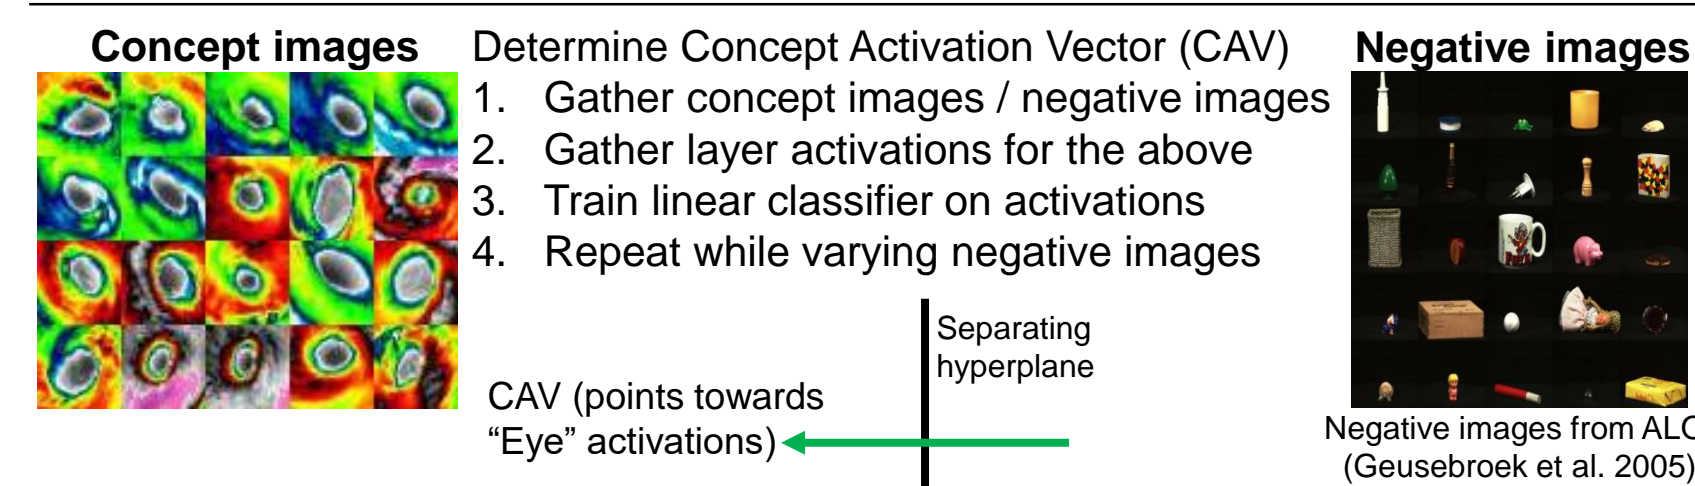 Concept images
Determine Concept Activation Vector (CAV)
1. Gather concept images / negative images
2. Gather layer activations for the above
3. Train linear classifier on activations
4. Repeat while varying negative images
Separating
hyperplane
CAV (points towards
“Eye” activations)
Negative images
Negative images from
(Geusebroek et al. 2005)